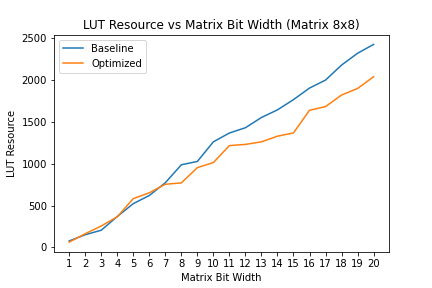 LUT Resource vs Matrix Bit Width (Matrix 8x8)
Baseline
Optimized
LUT Resource
2500
2000
1500
1000
500
0
1 2 3 4 5 6 7 8 9 10 11 12 13 14 15 16 17 18 19 20
Matrix Bit Width